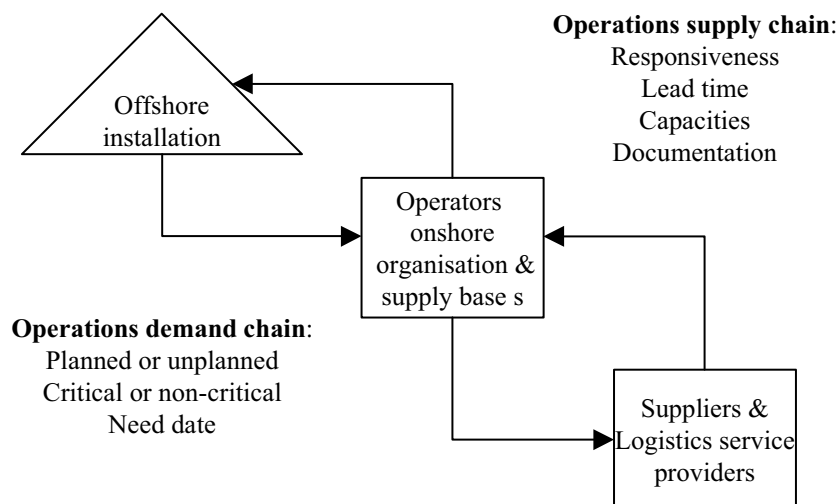 Operations supply chain:
Responsiveness
Lead time
Capacities
Documentation
Offshore
installation
Operators
onshore
organisation &
supply base s
Operations demand chain:
Planned or unplanned
Critical or non-critical
Need date
Suppliers &
Logistics service
providers